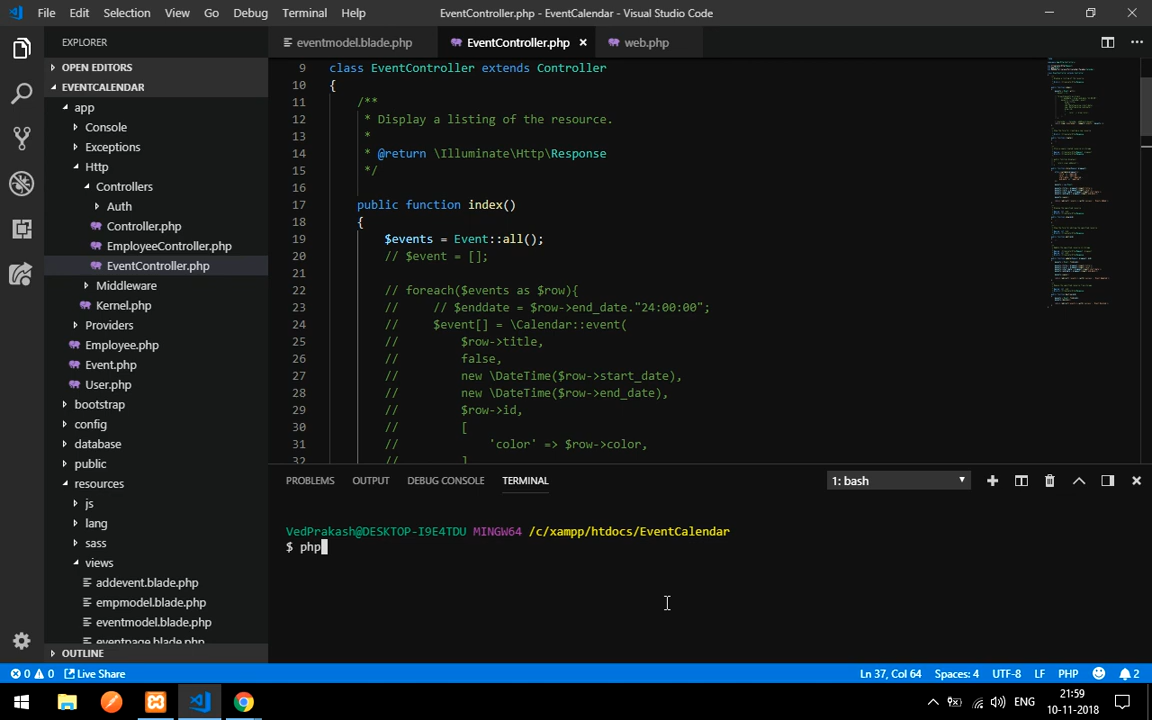 File Edit Selection View Go Debug Terminal Help EventController.php - EventCalendar - Visual Studio Code
EXPLORER
eventmodel.blade.php EventController.php web.php
OPEN EDITORS
EVENTCALENDAR
app
Console
Exceptions
Http
Controllers
Auth
Controller.php
EmployeeController.php
EventController.php
Middleware
Kernel.php
Providers
Employee.php
Event.php
User.php
bootstrap
config
database
public
resources
js
lang
sass
views
addevent.blade.php
empmodel.blade.php
eventmodel.blade.php
eventpage.blade.php
OUTLINE
9 class EventController extends Controller
10 {
11 /**
12 * Display a listing of the resource.
13 *
14 * @return \Illuminate\Http\Response
15 */
16
17 public function index()
18 {
19 $events = Event::all();
20 // $event = [];
21
22 // foreach($events as $row){
23 // // $enddate = $row->end_date."24:00:00";
24 // $event[] = \Calendar::event(
25 // $row->title,
26 // false,
27 // new \DateTime($row->start_date),
28 // new \DateTime($row->end_date),
29 // $row->id,
30 // [
31 // 'color' => $row->color,
32 // ]
PROBLEMS OUTPUT DEBUG CONSOLE TERMINAL 1: bash
VedPrakash@DESKTOP-I9E4TDU MINGW64 /c/xampp/htdocs/EventCalendar
$ php
0 0 Live Share Ln 37, Col 64 Spaces: 4 UTF-8 LF PHP 2
ENG
21:59
10-11-2018